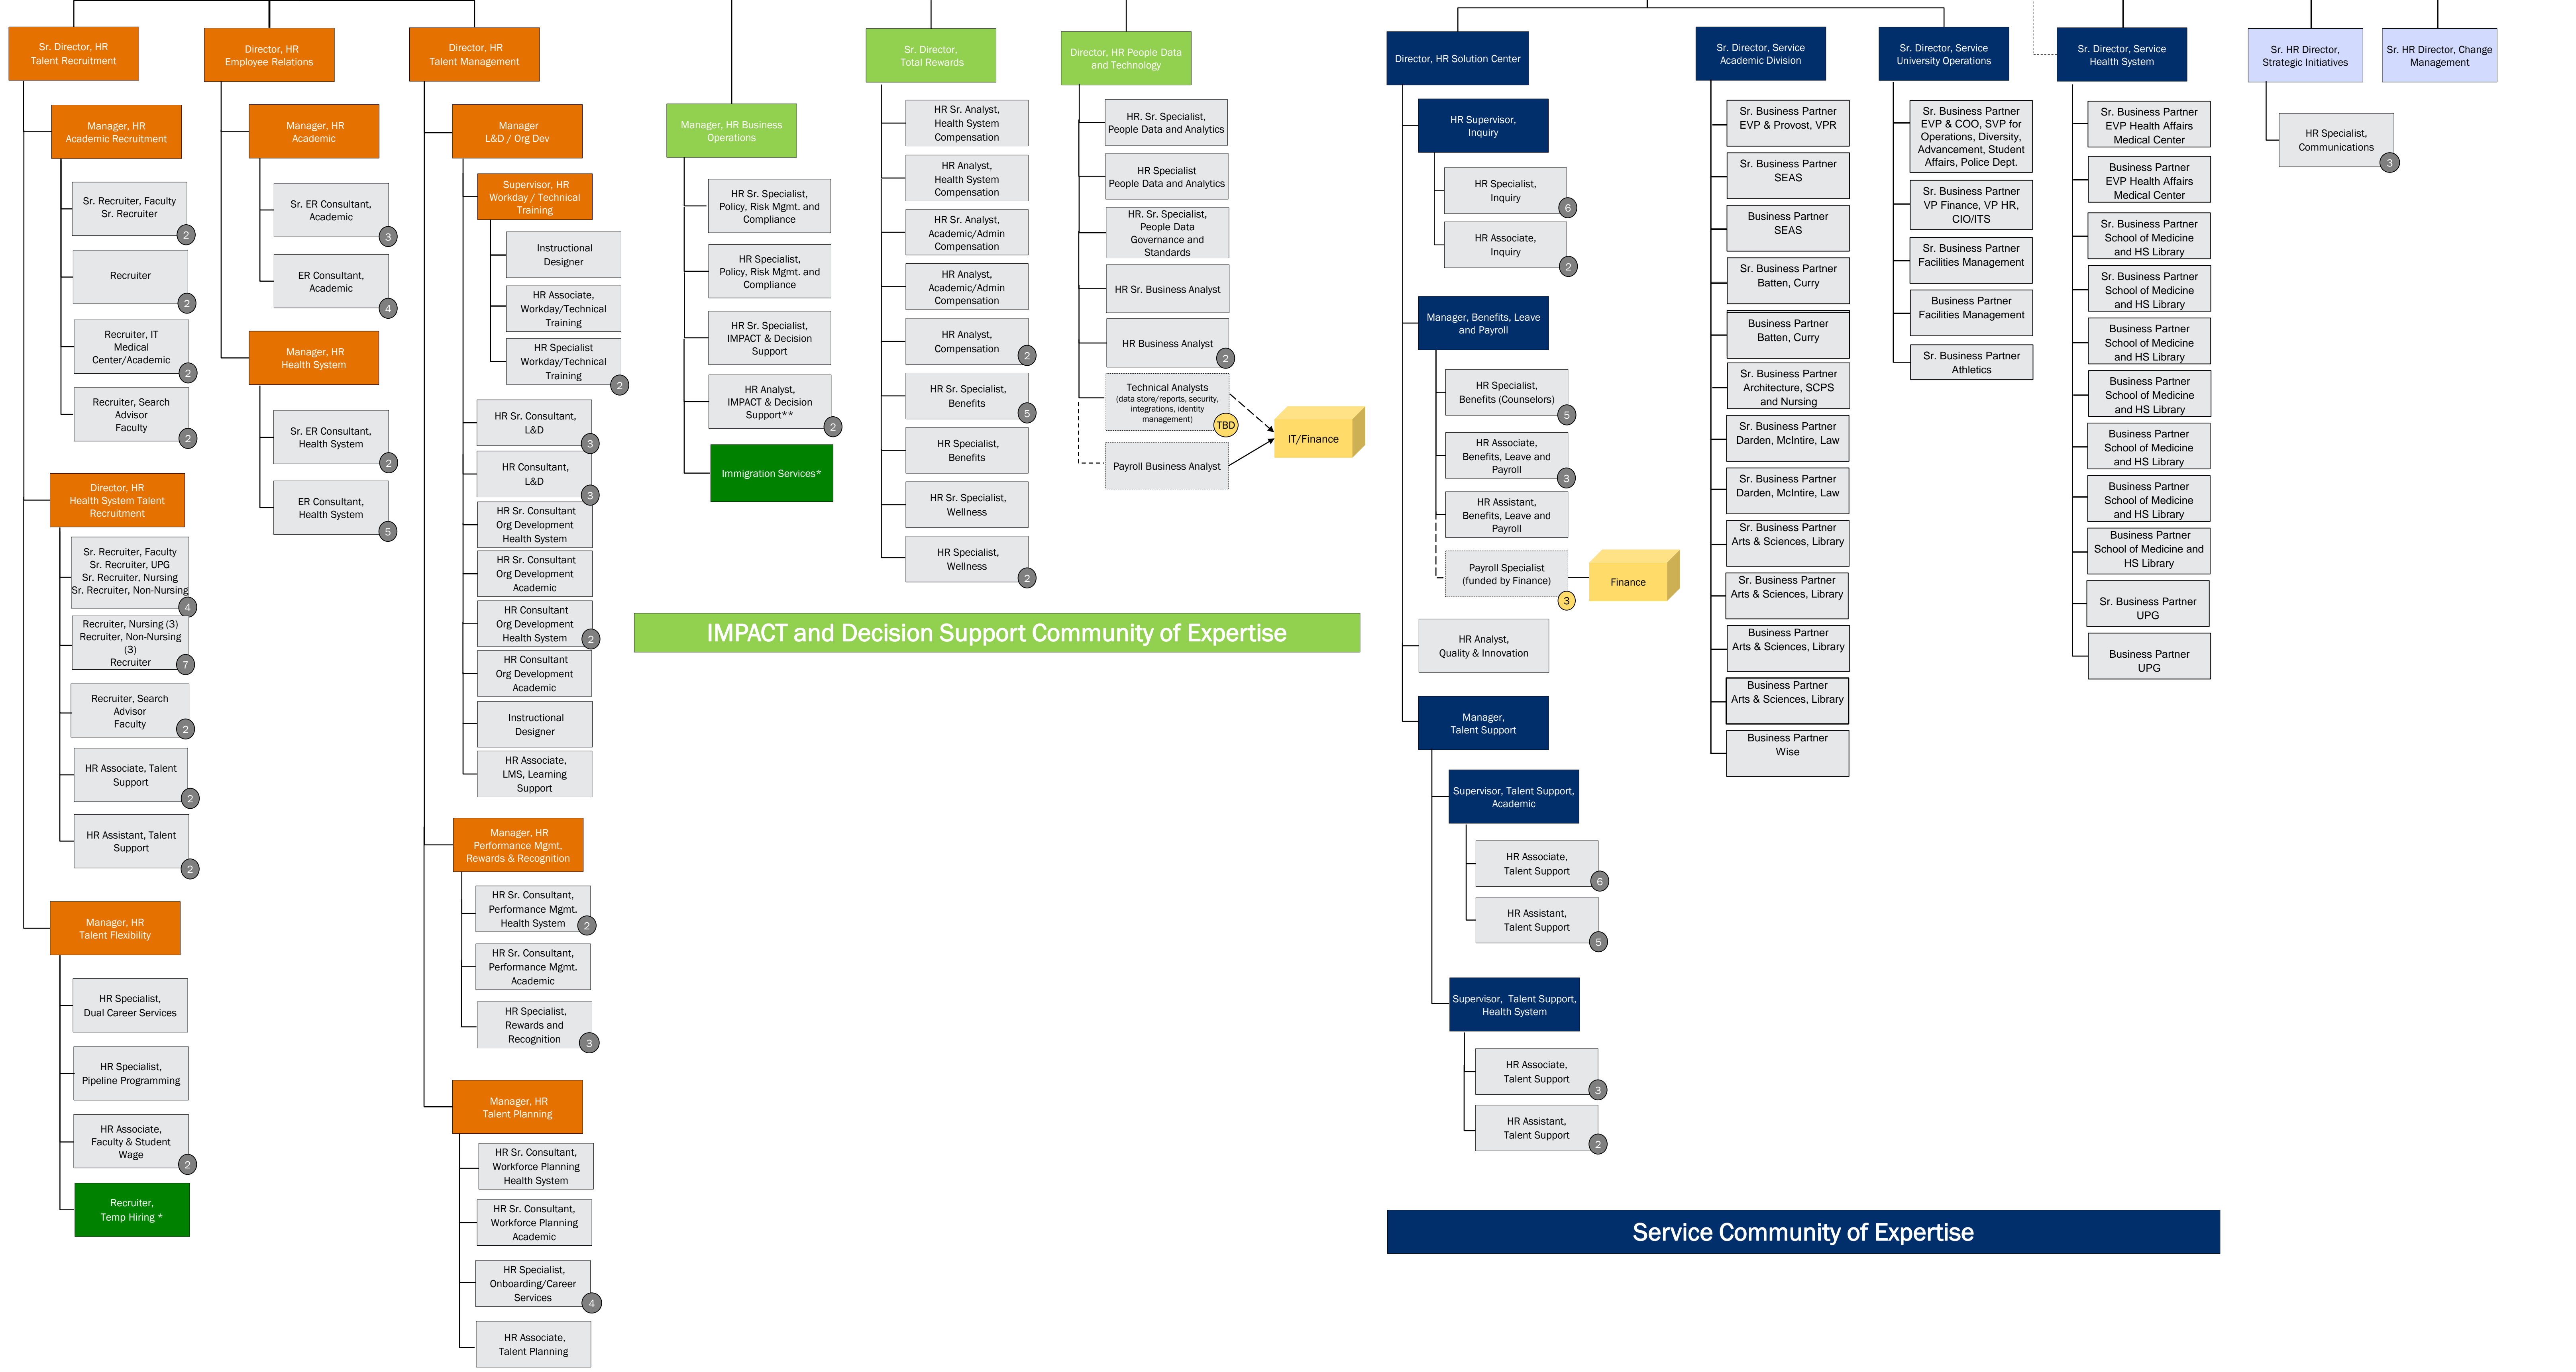 Sr. Director, HR
Talent Recruitment
Manager, HR
Academic Recruitment
Sr. Recruiter, Faculty
Sr. Recruiter
2
Recruiter
2
Recruiter, IT
Medical
Center/Academic
2
Recruiter, Search
Advisor
Faculty
2
Director, HR
Health System Talent
Recruitment
Sr. Recruiter, Faculty
Sr. Recruiter, UPG
Sr. Recruiter, Nursing
Sr. Recruiter, Non-Nursing
4
Recruiter, Nursing (3)
Recruiter, Non-Nursing
(3)
Recruiter
7
Recruiter, Search
Advisor
Faculty
2
HR Associate, Talent
Support
2
HR Assistant, Talent
Support
2
Manager, HR
Talent Flexibility
HR Specialist,
Dual Career Services
HR Specialist,
Pipeline Programming
HR Associate,
Faculty & Student
Wage
2
Recruiter,
Temp Hiring *
Director, HR
Employee Relations
Manager, HR
Academic
Sr. ER Consultant,
Academic
3
ER Consultant,
Academic
4
Manager, HR
Health System
Sr. ER Consultant,
Health System
2
ER Consultant,
Health System
5
Director, HR
Talent Management
Manager
L&D / Org Dev
Supervisor, HR
Workday / Technical
Training
Instructional
Designer
HR Associate,
Workday/Technical
Training
HR Specialist
Workday/Technical
Training
2
HR Sr. Consultant,
L&D
3
HR Consultant,
L&D
3
HR Sr. Consultant
Org Development
Health System
HR Sr. Consultant
Org Development
Academic
HR Consultant
Org Development
Health System
2
HR Consultant
Org Development
Academic
Instructional
Designer
HR Associate,
LMS, Learning
Support
Manager, HR
Performance Mgmt,
Rewards & Recognition
HR Sr. Consultant,
Performance Mgmt.
Health System
2
HR Sr. Consultant,
Performance Mgmt.
Academic
HR Specialist,
Rewards and
Recognition
3
Manager, HR
Talent Planning
HR Sr. Consultant,
Workforce Planning
Health System
HR Sr. Consultant,
Workforce Planning
Academic
HR Specialist,
Onboarding/Career
Services
4
HR Associate,
Talent Planning
Manager, HR Business
Operations
HR Sr. Specialist,
Policy, Risk Mgmt. and
Compliance
HR Specialist,
Policy, Risk Mgmt. and
Compliance
HR Sr. Specialist,
IMPACT & Decision
Support
HR Analyst,
IMPACT & Decision
Support**
2
Immigration Services*
Sr. Director,
Total Rewards
HR Sr. Analyst,
Health System
Compensation
HR Analyst,
Health System
Compensation
HR Sr. Analyst,
Academic/Admin
Compensation
HR Analyst,
Academic/Admin
Compensation
HR Analyst,
Compensation
2
HR Sr. Specialist,
Benefits
5
HR Specialist,
Benefits
HR Sr. Specialist,
Wellness
HR Specialist,
Wellness
2
Director, HR People Data
and Technology
HR. Sr. Specialist,
People Data and Analytics
HR Specialist
People Data and Analytics
HR. Sr. Specialist,
People Data
Governance and
Standards
HR Sr. Business Analyst
HR Business Analyst
2
Technical Analysts
(data store/reports, security,
integrations, identity
management)
TBD
Payroll Business Analyst
IT/Finance
IMPACT and Decision Support Community of Expertise
Director, HR Solution Center
HR Supervisor,
Inquiry
HR Specialist,
Inquiry
6
HR Associate,
Inquiry
2
Manager, Benefits, Leave
and Payroll
HR Specialist,
Benefits (Counselors)
5
HR Associate,
Benefits, Leave and
Payroll
3
HR Assistant,
Benefits, Leave and
Payroll
Payroll Specialist
(funded by Finance)
3
Finance
HR Analyst,
Quality & Innovation
Manager,
Talent Support
Supervisor, Talent Support,
Academic
HR Associate,
Talent Support
6
HR Assistant,
Talent Support
5
Supervisor, Talent Support,
Health System
HR Associate,
Talent Support
3
HR Assistant,
Talent Support
2
Sr. Director, Service
Academic Division
Sr. Business Partner
EVP & Provost, VPR
Sr. Business Partner
SEAS
Business Partner
SEAS
Sr. Business Partner
Batten, Curry
Business Partner
Batten, Curry
Sr. Business Partner
Architecture, SCPS
and Nursing
Sr. Business Partner
Darden, McIntire, Law
Sr. Business Partner
Darden, McIntire, Law
Sr. Business Partner
Arts & Sciences, Library
Sr. Business Partner
Arts & Sciences, Library
Business Partner
Arts & Sciences, Library
Business Partner
Arts & Sciences, Library
Business Partner
Wise
Sr. Director, Service
University Operations
Sr. Business Partner
EVP & COO, SVP for
Operations, Diversity,
Advancement, Student
Affairs, Police Dept.
Sr. Business Partner
VP Finance, VP HR,
CIO/ITS
Sr. Business Partner
Facilities Management
Business Partner
Facilities Management
Sr. Business Partner
Athletics
Sr. Director, Service
Health System
Sr. Business Partner
EVP Health Affairs
Medical Center
Business Partner
EVP Health Affairs
Medical Center
Sr. Business Partner
School of Medicine
and HS Library
Sr. Business Partner
School of Medicine
and HS Library
Business Partner
School of Medicine
and HS Library
Business Partner
School of Medicine
and HS Library
Business Partner
School of Medicine
and HS Library
Business Partner
School of Medicine
and HS Library
Business Partner
School of Medicine and
HS Library
Sr. Business Partner
UPG
Business Partner
UPG
Service Community of Expertise
Sr. HR Director,
Strategic Initiatives
HR Specialist,
Communications
3
Sr. HR Director, Change
Management